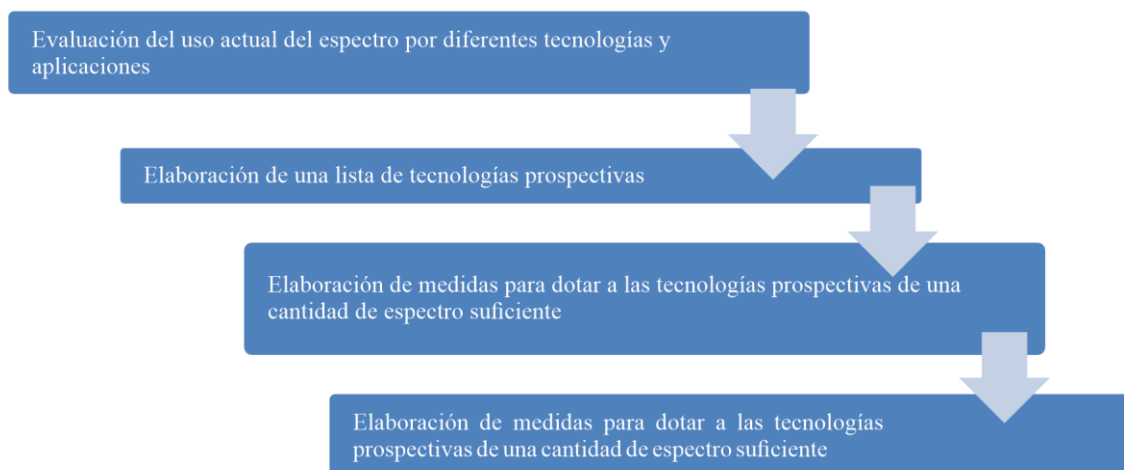 Evaluación del uso actual del espectro por diferentes tecnologías y
aplicaciones
Elaboración de una lista de tecnologías prospectivas
Elaboración de medidas para dotar a las tecnologías prospectivas de una
cantidad de espectro suficiente
Elaboración de medidas para dotar a las tecnologías
prospectivas de una cantidad de espectro suficiente